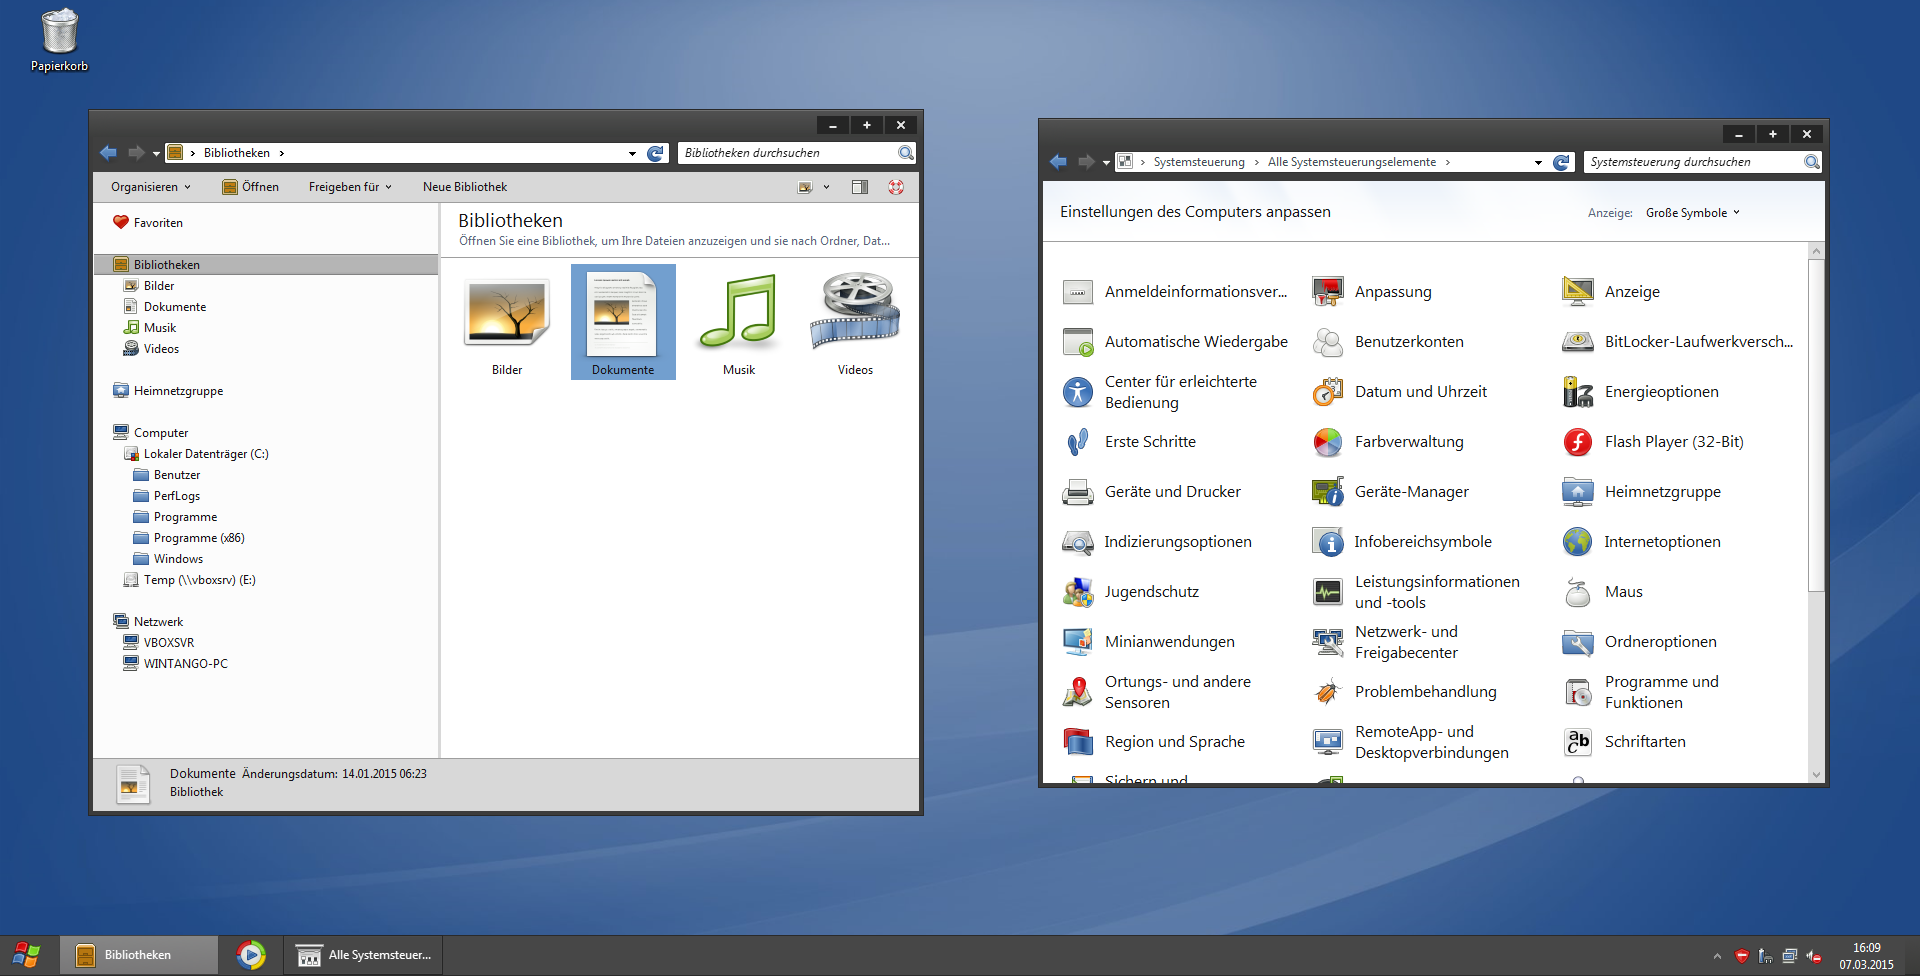 Papierkorb
Bibliotheken
Bibliotheken durchsuchen
Organisieren
Öffnen
Freigeben für
Neue Bibliothek
Favoriten
Bibliotheken
Bilder
Dokumente
Musik
Videos
Heimnetzgruppe
Computer
Lokaler Datenträger (C:)
Benutzer
PerfLogs
Programme
Programme (x86)
Windows
Temp (\\vboxsrv) (E:)
Netzwerk
VBOXSVR
WINTANGO-PC
Bibliotheken
Öffnen Sie eine Bibliothek, um Ihre Dateien anzuzeigen und sie nach Ordner, Dat...
Bilder
Dokumente
Musik
Videos
Dokumente Änderungsdatum: 14.01.2015 06:23
Bibliothek
Systemsteuerung
Alle Systemsteuerungselemente
Systemsteuerung durchsuchen
Einstellungen des Computers anpassen
Anzeige: Große Symbole
Anmeldeinformationsver...
Anpassung
Anzeige
Automatische Wiedergabe
Benutzerkonten
BitLocker-Laufwerkversch...
Center für erleichterte
Bedienung
Datum und Uhrzeit
Energieoptionen
Erste Schritte
Farbverwaltung
Flash Player (32-Bit)
Geräte und Drucker
Geräte-Manager
Heimnetzgruppe
Indizierungsoptionen
Infobereichsymbole
Internetoptionen
Jugendschutz
Leistungsinformationen
und -tools
Maus
Minianwendungen
Netzwerk- und
Freigabecenter
Ordneroptionen
Ortungs- und andere
Sensoren
Problembehandlung
Programme und
Funktionen
Region und Sprache
RemoteApp- und
Desktopverbindungen
abc
Schriftarten
Sichern und
Bibliotheken
Alle Systemsteuer...
16:09
07.03.2015